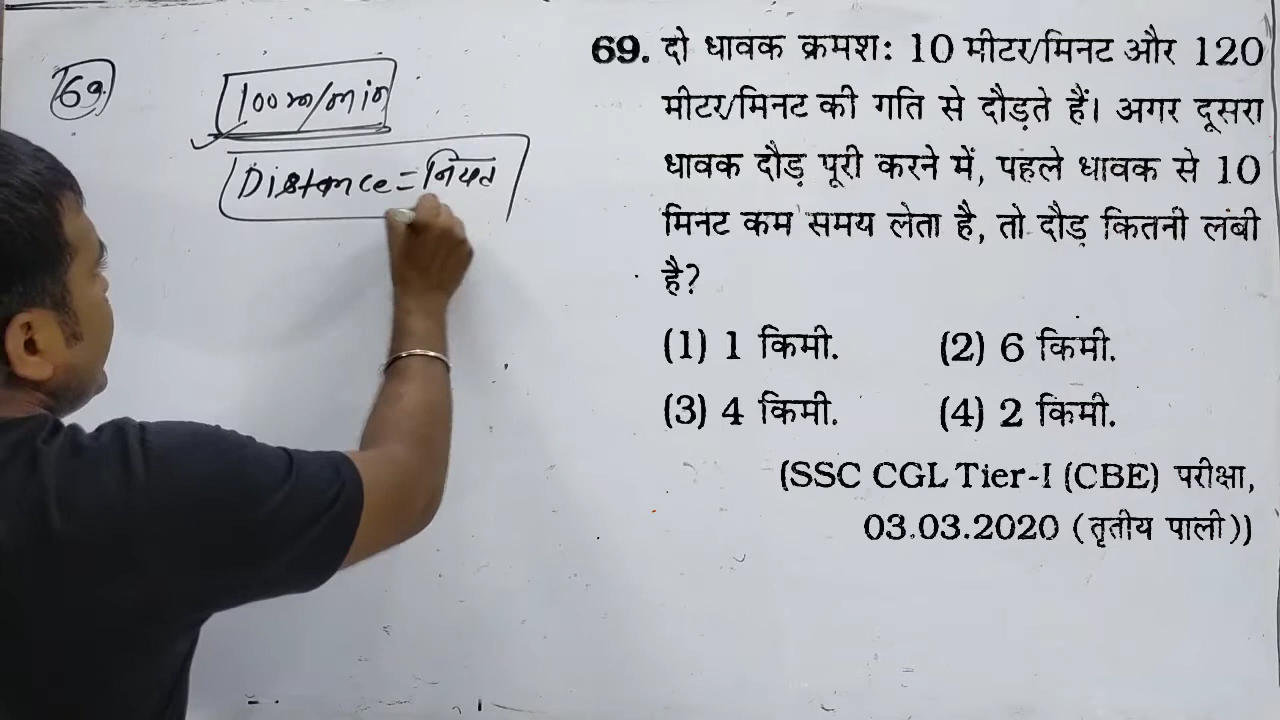 69.
100 m/min
Distance = नियत
69. दो धावक क्रमश: 10 मीटर/मिनट और 120
मीटर/मिनट की गति से दौड़ते हैं। अगर दूसरा
धावक दौड़ पूरी करने में, पहले धावक से 10
मिनट कम समय लेता है, तो दौड़ कितनी लंबी
है?
(1) 1 किमी. (2) 6 किमी.
(3) 4 किमी. (4) 2 किमी.
(SSC CGL Tier-I (CBE) परीक्षा,
03.03.2020 (तृतीय पाली))